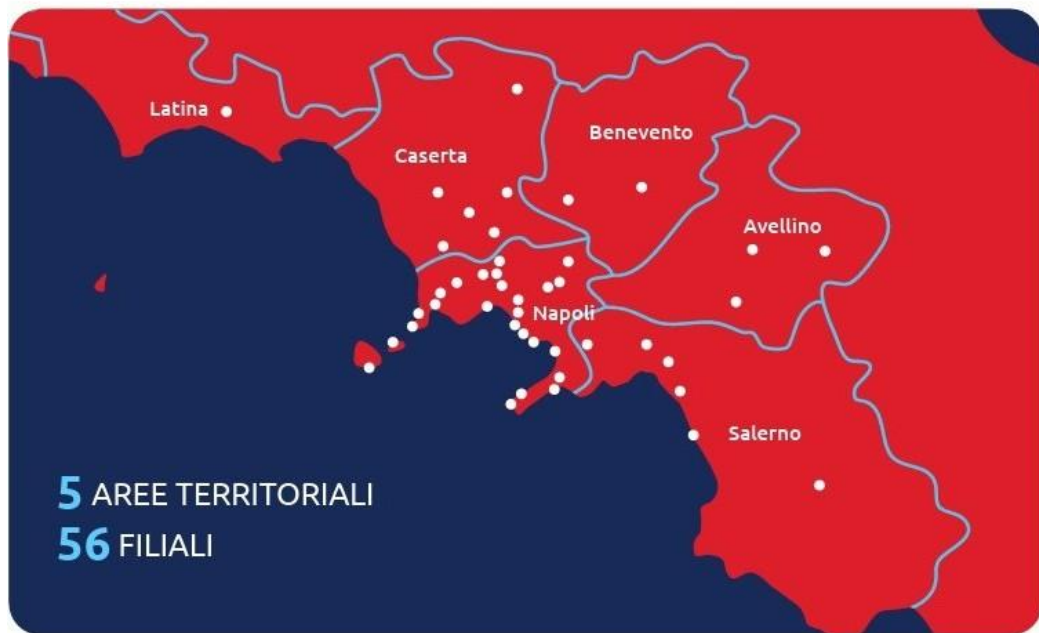 Latina
Benevento
Caserta
Avellino
Napoli
Salerno
5 AREE TERRITORIALI
56 FILIALI